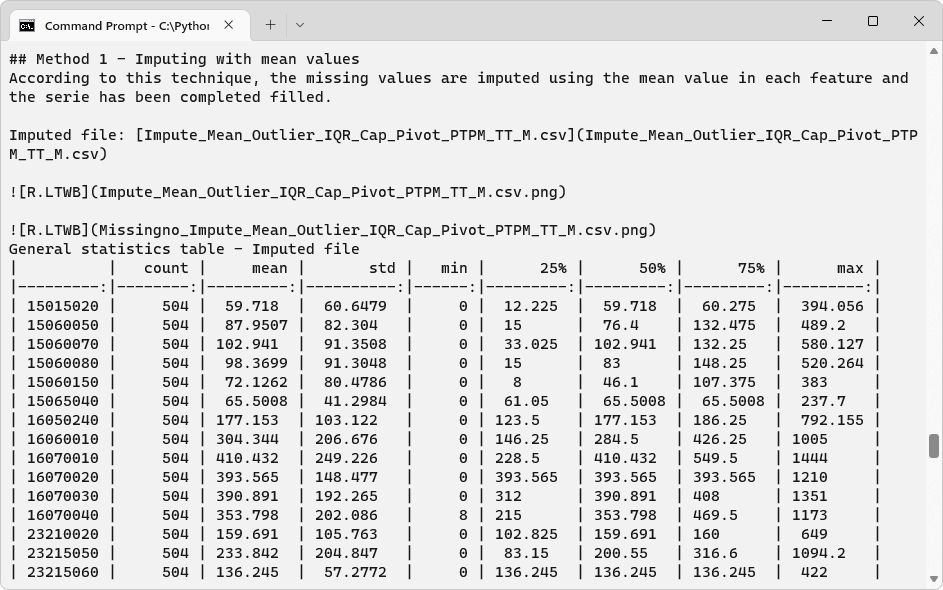 Command Prompt - C:\Pythor
## Method 1 - Imputing with mean values
According to this technique, the missing values are imputed using the mean value in each feature and
the serie has been completed filled.
Imputed file: [Impute_Mean_Outlier_IQR_Cap_Pivot_PTPM_TT_M.csv](Impute_Mean_Outlier_IQR_Cap_Pivot_PTP
M_TT_M.csv)
![R.LTWB](Impute_Mean_Outlier_IQR_Cap_Pivot_PTPM_TT_M.csv.png)
![R.LTWB](Missingno_Impute_Mean_Outlier_IQR_Cap_Pivot_PTPM_TT_M.csv.png)
General statistics table - Imputed file
|          |   count |     mean |       std |   min |      25% |      50% |      75% |      max |
|---------:|--------:|---------:|----------:|------:|---------:|---------:|---------:|---------:|
| 15015020 |     504 |  59.718  |  60.6479  |     0 |  12.225  |  59.718  |  60.275  |  394.056 |
| 15060050 |     504 |  87.9507 |  82.304   |     0 |  15      |  76.4    | 132.475  |  489.2   |
| 15060070 |     504 | 102.941  |  91.3508  |     0 |  33.025  | 102.941  | 132.25   |  580.127 |
| 15060080 |     504 |  98.3699 |  91.3048  |     0 |  15      |  83      | 148.25   |  520.264 |
| 15060150 |     504 |  72.1262 |  80.4786  |     0 |   8      |  46.1    | 107.375  |  383     |
| 15065040 |     504 |  65.5008 |  41.2984  |     0 |  61.05   |  65.5008 |  65.5008 |  237.7   |
| 16050240 |     504 | 177.153  | 103.122   |     0 | 123.5    | 177.153  | 186.25   |  792.155 |
| 16060010 |     504 | 304.344  | 206.676   |     0 | 146.25   | 284.5    | 426.25   | 1005     |
| 16070010 |     504 | 410.432  | 249.226   |     0 | 228.5    | 410.432  | 549.5    | 1444     |
| 16070020 |     504 | 393.565  | 148.477   |     0 | 393.565  | 393.565  | 393.565  | 1210     |
| 16070030 |     504 | 390.891  | 192.265   |     0 | 312      | 390.891  | 408      | 1351     |
| 16070040 |     504 | 353.798  | 202.086   |     8 | 215      | 353.798  | 469.5    | 1173     |
| 23210020 |     504 | 159.691  | 105.763   |     0 | 102.825  | 159.691  | 160      |  649     |
| 23215050 |     504 | 233.842  | 204.847   |     0 |  83.15   | 200.55   | 316.6    | 1094.2   |
| 23215060 |     504 | 136.245  |  57.2772  |     0 | 136.245  | 136.245  | 136.245  |  422     |